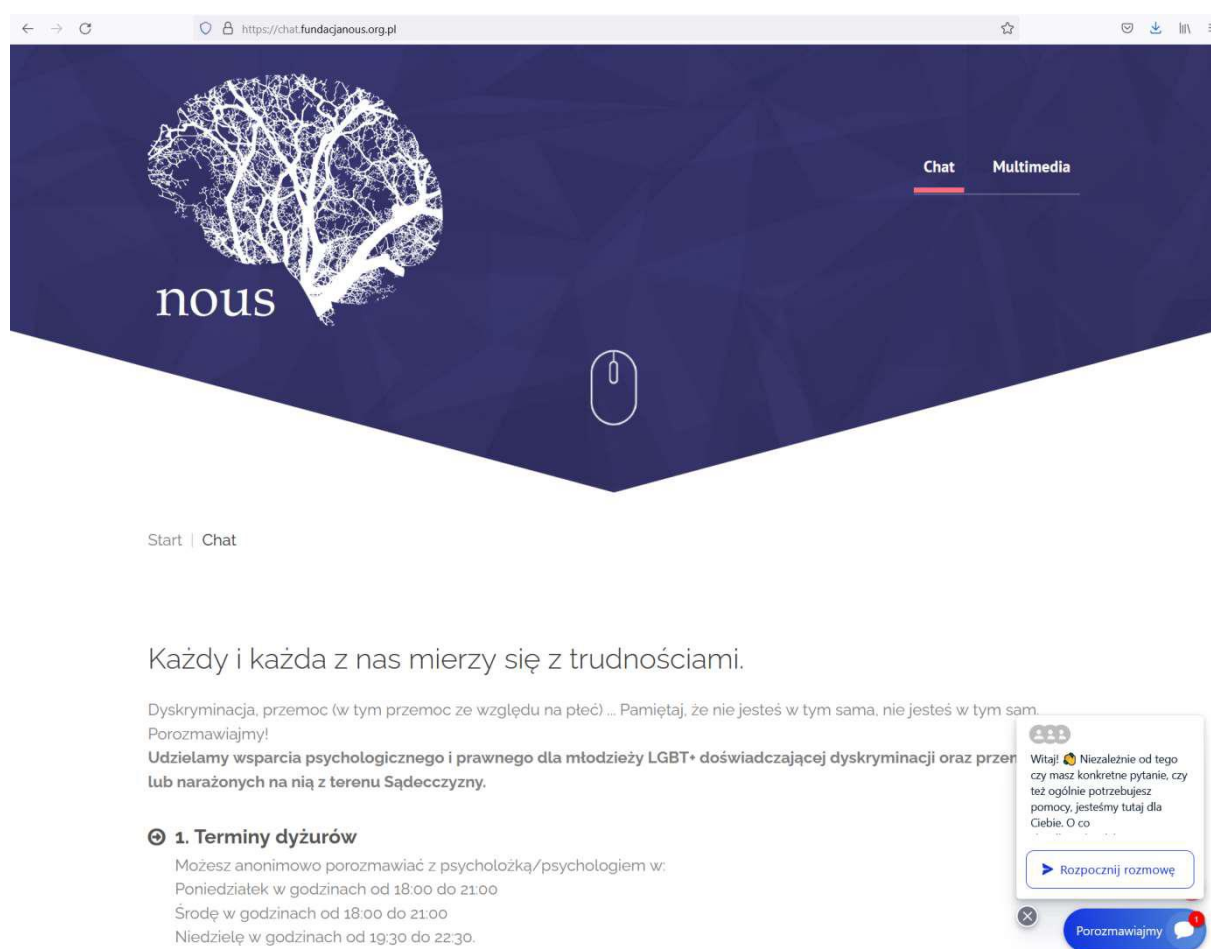 https://chat.fundacjanous.org.pl
Chat Multimedia
nous
Start | Chat
Każdy i każda z nas mierzy się z trudnościami.
Dyskryminacja, przemoc (w tym przemoc ze względu na płeć) ... Pamiętaj, że nie jesteś w tym sama, nie jesteś w tym sam.
Porozmawiajmy!
Udzielamy wsparcia psychologicznego i prawnego dla młodzieży LGBT+ doświadczającej dyskryminacji oraz
lub narażonych na nią z terenu Sądecczyzny.
1. Terminy dyżurów
Możesz anonimowo porozmawiać z psycholożką/psychologiem w:
Poniedziałek w godzinach od 18:00 do 21:00
Środę w godzinach od 18:00 do 21:00
Niedzielę w godzinach od 19:30 do 22:30.
Witaj! Niezależnie od tego
czy masz konkretne pytanie, czy
też ogólnie potrzebujesz
pomocy, jesteśmy tutaj dla
Ciebie. O co
Rozpocznij rozmowę
Porozmawiajmy
1